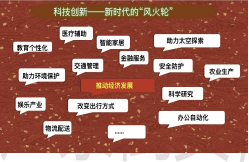 科技创新——新时代的“风火轮”
医疗辅助
智能家居
助力太空探索
教育个性化
金融服务
交通管理
安全防护
农业生产
助力环境保护
推动经济发展
科学研究
娱乐产业
改变出行方式
办公自动化
物流配送
……